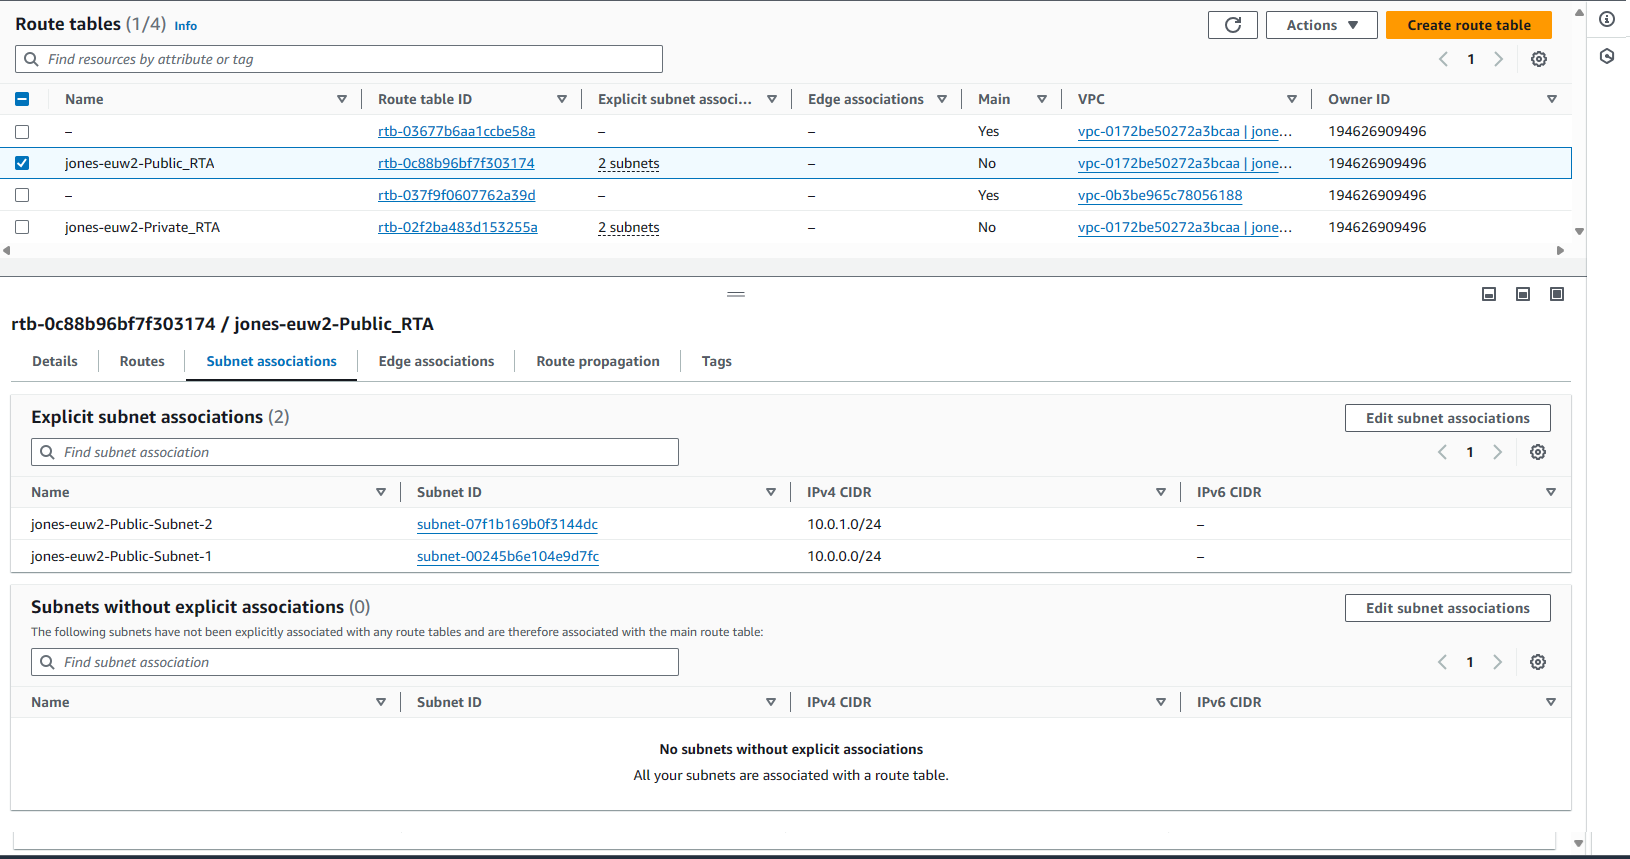 Route tables (1/4) Info
Actions
Create route table
Find resources by attribute or tag
1
Name Route table ID Explicit subnet associ... Edge associations Main VPC Owner ID
– rtb-03677b6aa1ccbe58a – – Yes vpc-0172be50272a3bcaa | jone... 194626909496
jones-euw2-Public_RTA rtb-0c88b96bf7f303174 2 subnets – No vpc-0172be50272a3bcaa | jone... 194626909496
– rtb-037f9f0607762a39d – – Yes vpc-0b3be965c78056188 194626909496
jones-euw2-Private_RTA rtb-02f2ba483d153255a 2 subnets – No vpc-0172be50272a3bcaa | jone... 194626909496
rtb-0c88b96bf7f303174 / jones-euw2-Public_RTA
Details Routes Subnet associations Edge associations Route propagation Tags
Explicit subnet associations (2)
Edit subnet associations
Find subnet association
1
Name Subnet ID IPv4 CIDR IPv6 CIDR
jones-euw2-Public-Subnet-2 subnet-07f1b169b0f3144dc 10.0.1.0/24 –
jones-euw2-Public-Subnet-1 subnet-00245b6e104e9d7fc 10.0.0.0/24 –
Subnets without explicit associations (0)
Edit subnet associations
The following subnets have not been explicitly associated with any route tables and are therefore associated with the main route table:
Find subnet association
1
Name Subnet ID IPv4 CIDR IPv6 CIDR
No subnets without explicit associations
All your subnets are associated with a route table.